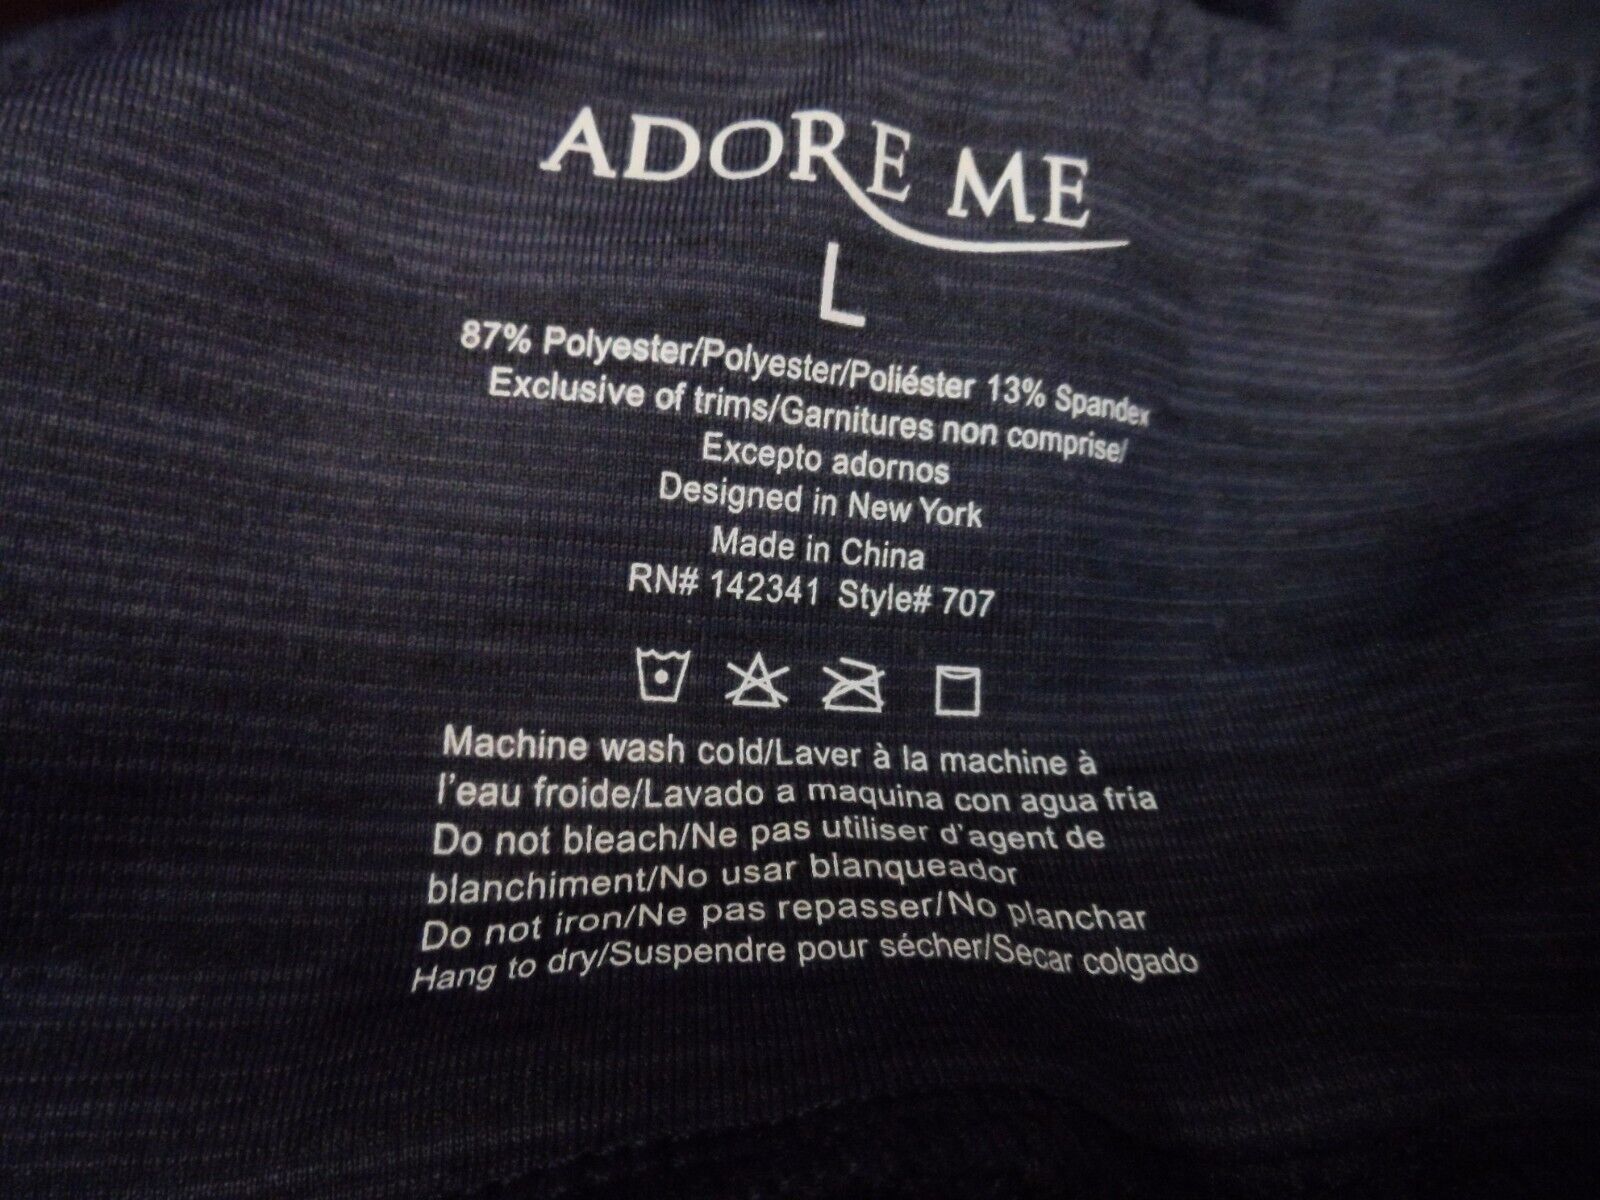 ADORE ME
L
87% Polyester/Polyester/Poliéster 13% Spandex
Exclusive of trims/Garnitures non comprise/
Excepto adornos
Designed in New York
Made in China
RN# 142341 Style# 707
Machine wash cold/Laver à la machine à
l'eau froide/Lavado a maquina con agua fria
Do not bleach/Ne pas utiliser d'agent de
blanchiment/No usar blanqueador
Do not iron/Ne pas repasser/No planchar
Hang to dry/Suspendre pour sécher/Secar colgado